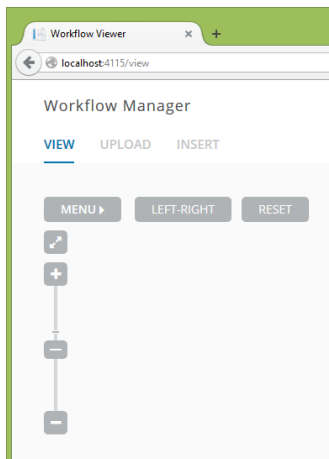 Workflow Viewer
localhost:4115/view
Workflow Manager
VIEW UPLOAD INSERT
MENU LEFT-RIGHT RESET